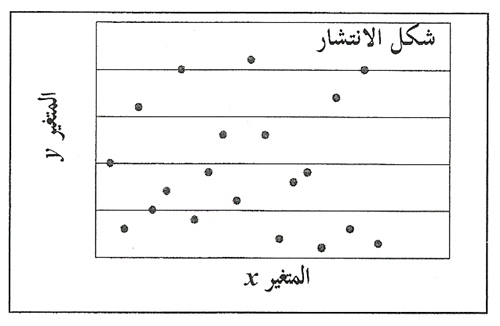 شكل الانتشار
المتغير y
المتغير x